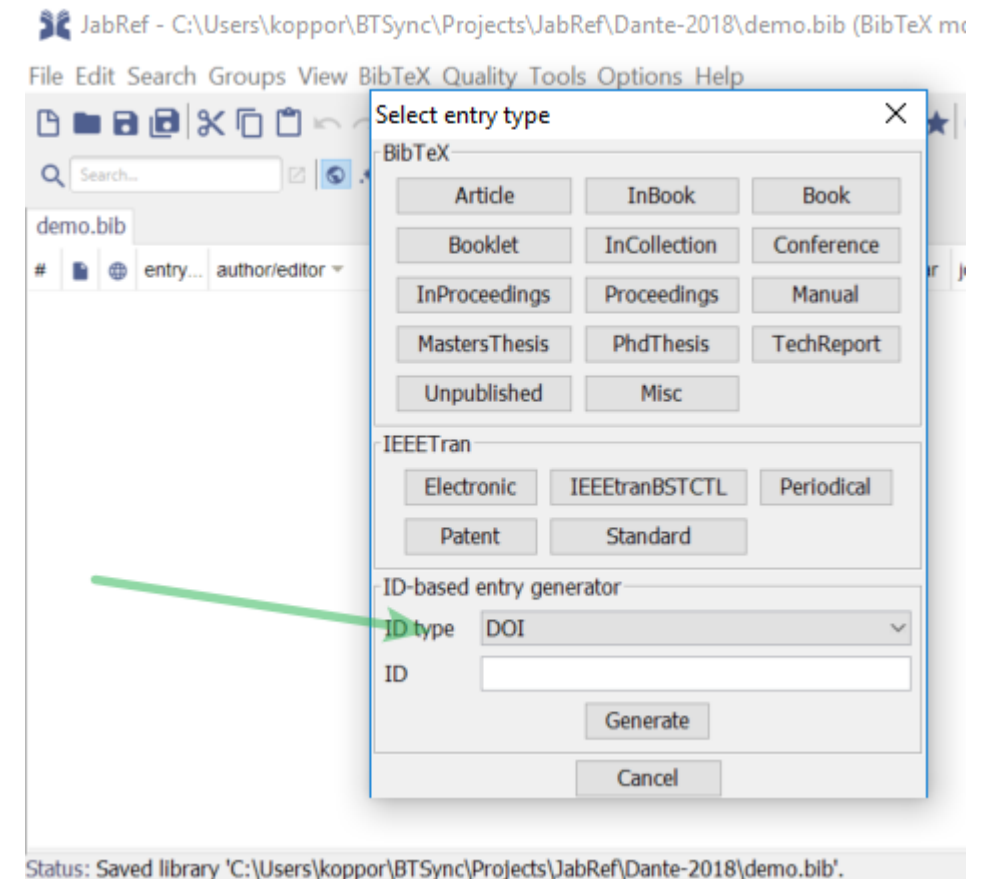 JabRef - C:\Users\koppor\BTSync\Projects\JabRef\Dante-2018\demo.bib (BibTeX mo
File Edit Search Groups View BibTeX Quality Tools Options Help
Select entry type
Search...
demo.bib
# entry... author/editor
BibTeX
Article InBook Book
Booklet InCollection Conference
InProceedings Proceedings Manual
MastersThesis PhdThesis TechReport
Unpublished Misc
IEEETran
Electronic IEEEtranBSTCTL Periodical
Patent Standard
ID-based entry generator
ID type DOI
ID
Generate
Cancel
Status: Saved library 'C:\Users\koppor\BTSync\Projects\JabRef\Dante-2018\demo.bib'.